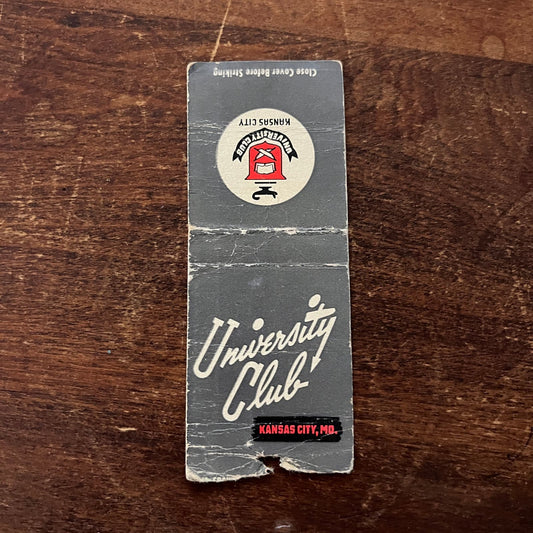 Close Cover Before Striking
KANSAS CITY
UNIVERSITY CLUB
University
Club
KANSAS CITY, MO.